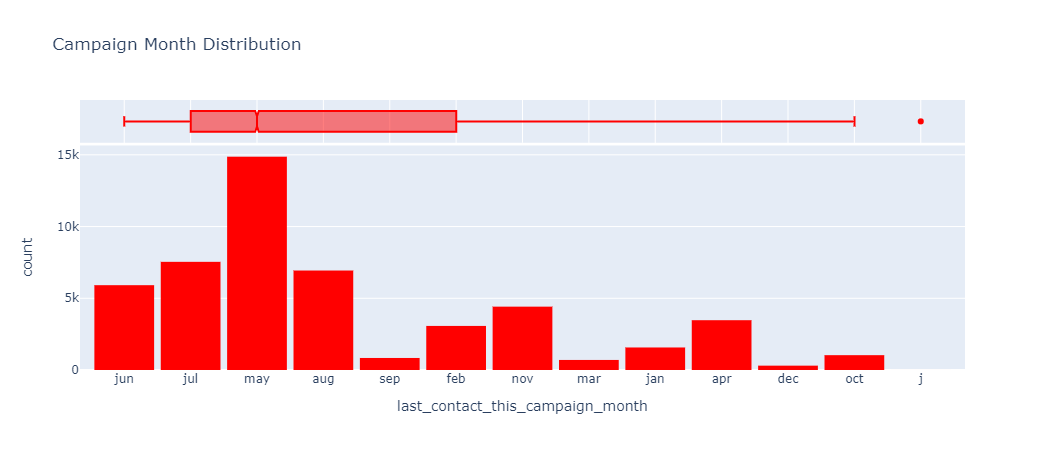 Campaign Month Distribution
15k
10k
5k
0
count
jun jul may aug sep feb nov mar jan apr dec oct j
last_contact_this_campaign_month